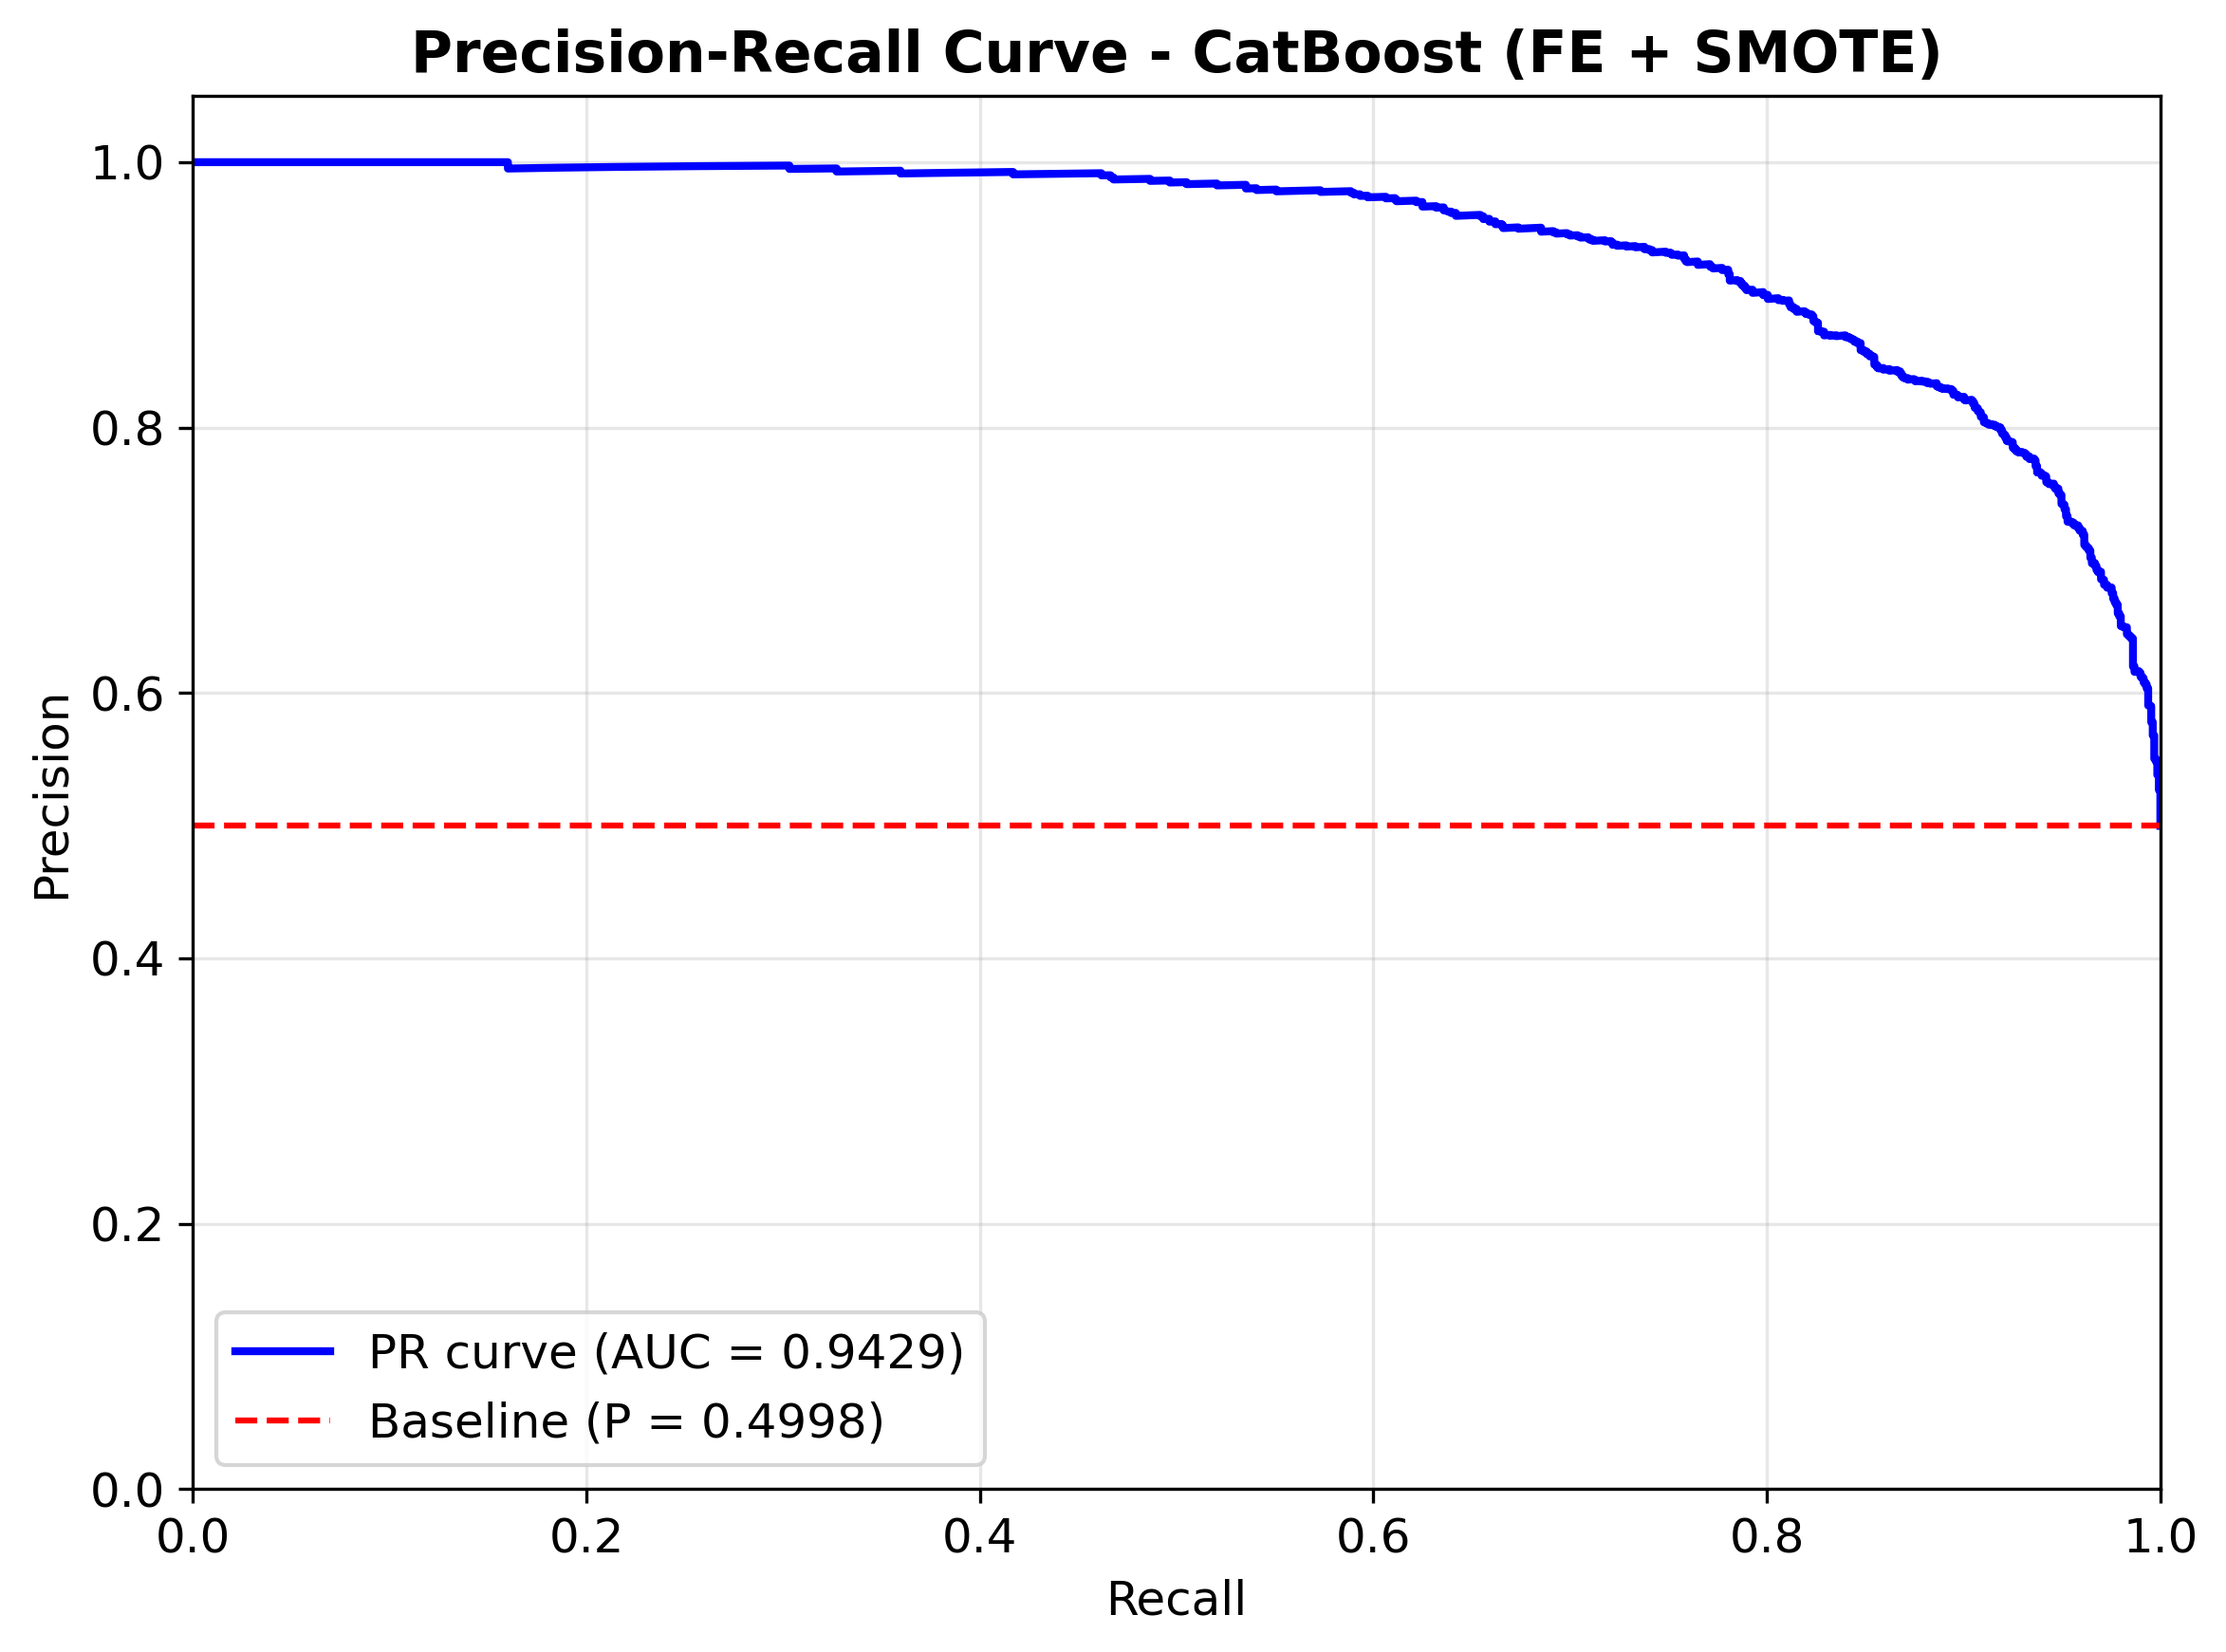 Precision-Recall Curve - CatBoost (FE + SMOTE)
1.0
0.8
0.6
0.4
0.2
0.0
Precision
PR curve (AUC = 0.9429)
Baseline (P = 0.4998)
0.0 0.2 0.4 0.6 0.8 1.0
Recall